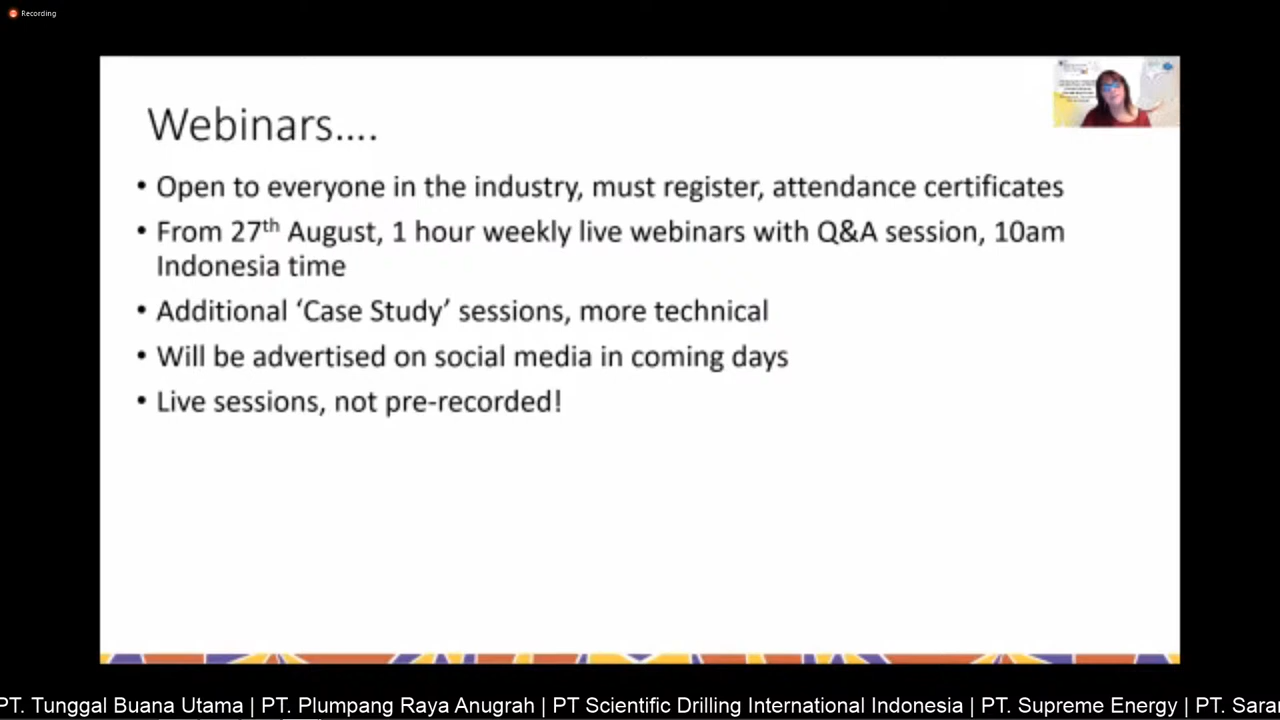 Recording
Webinars....
• Open to everyone in the industry, must register, attendance certificates
• From 27th August, 1 hour weekly live webinars with Q&A session, 10am
Indonesia time
• Additional ‘Case Study’ sessions, more technical
• Will be advertised on social media in coming days
• Live sessions, not pre-recorded!
PT. Tunggal Buana Utama | PT. Plumpang Raya Anugrah | PT Scientific Drilling International Indonesia | PT. Supreme Energy | PT.